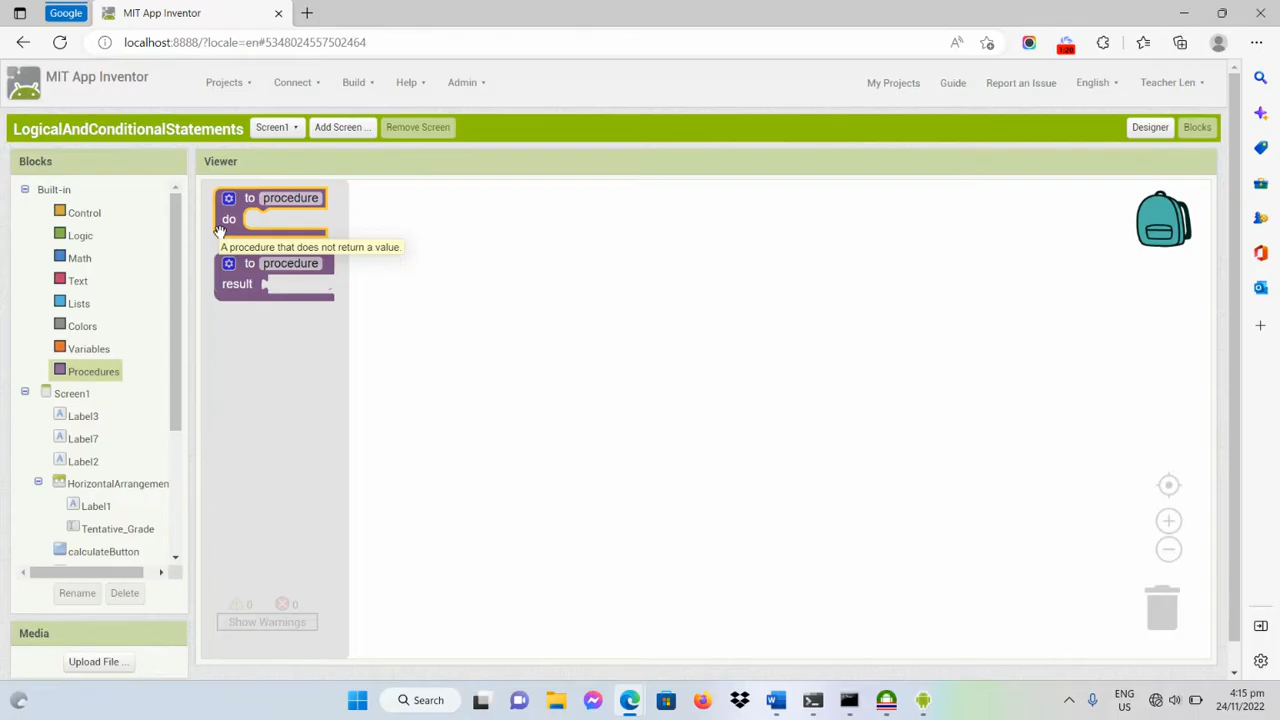 Google
MIT App Inventor
localhost:8888/?locale=en#5348024557502464
1:20
MIT App Inventor
Projects
Connect
Build
Help
Admin
My Projects
Guide
Report an Issue
English
Teacher Len
LogicalAndConditionalStatements
Screen1
Add Screen ...
Remove Screen
Designer
Blocks
Blocks
Viewer
Built-in
Control
Logic
Math
Text
Lists
Colors
Variables
Procedures
Screen1
Label3
Label7
Label2
HorizontalArrangemen
Label1
Tentative_Grade
calculateButton
Rename
Delete
Media
Upload File ...
to procedure
do
A procedure that does not return a value.
to procedure
result
0
0
Show Warnings
Search
ENG
US
4:15 pm
24/11/2022